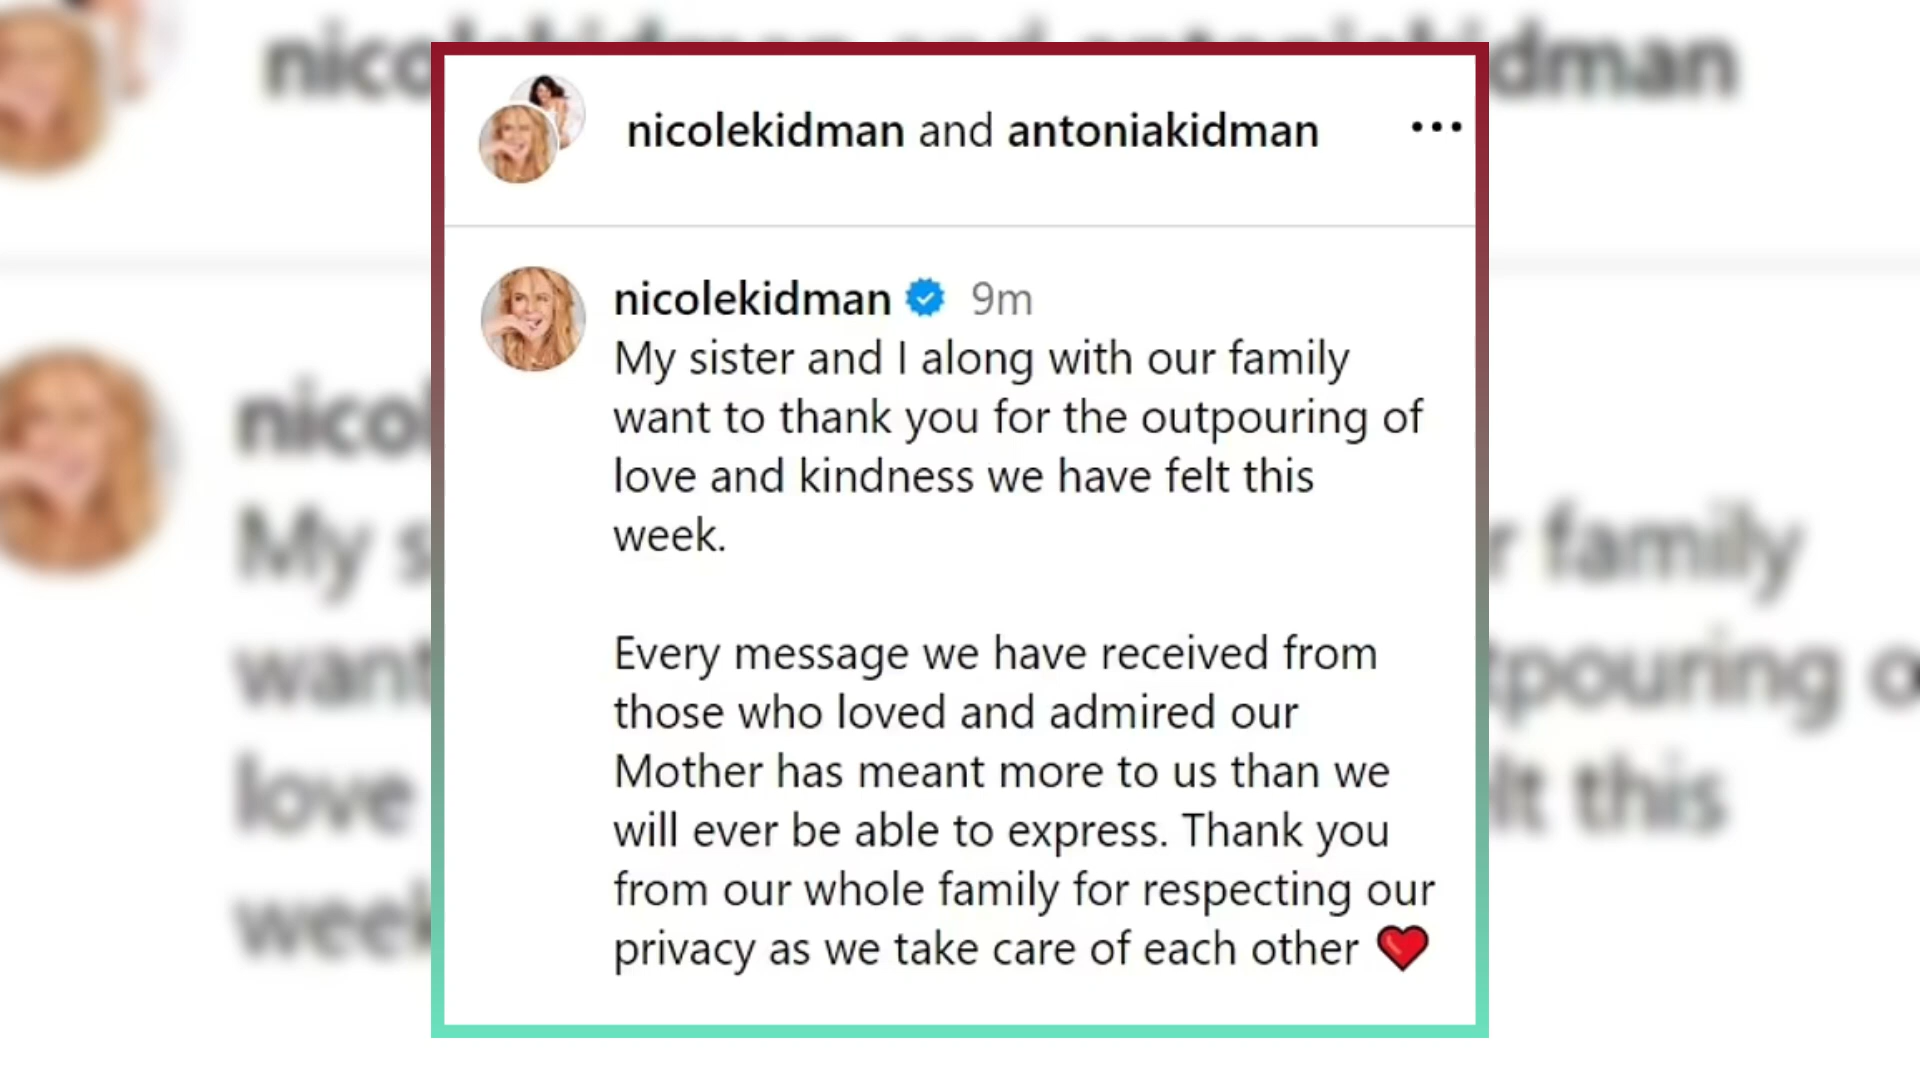 nicolekidman and antoniakidman
nicolekidman 9m
My sister and I along with our family
want to thank you for the outpouring of
love and kindness we have felt this
week.
Every message we have received from
those who loved and admired our
Mother has meant more to us than we
will ever be able to express. Thank you
from our whole family for respecting our
privacy as we take care of each other ❤️